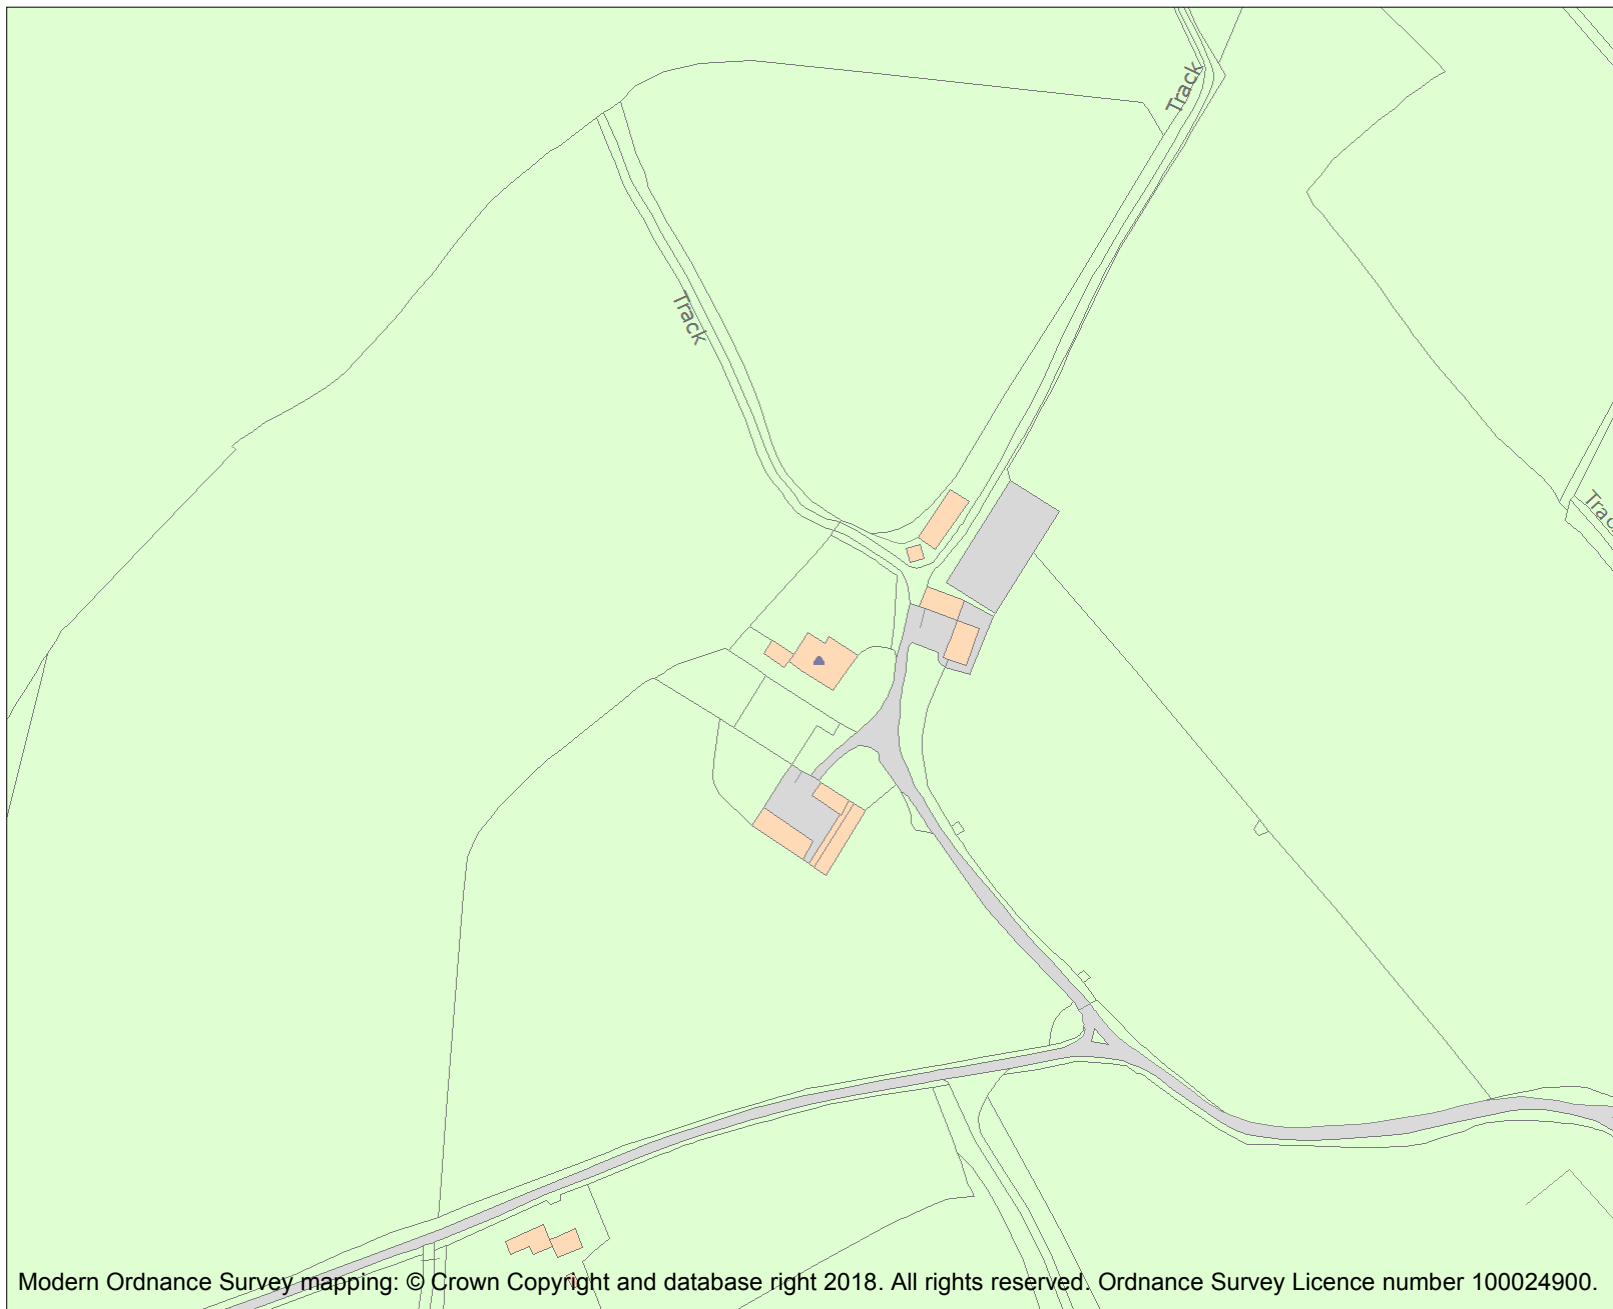 Track
Track
Trac
Modern Ordnance Survey mapping: © Crown Copyright and database right 2018. All rights reserved. Ordnance Survey Licence number 100024900.